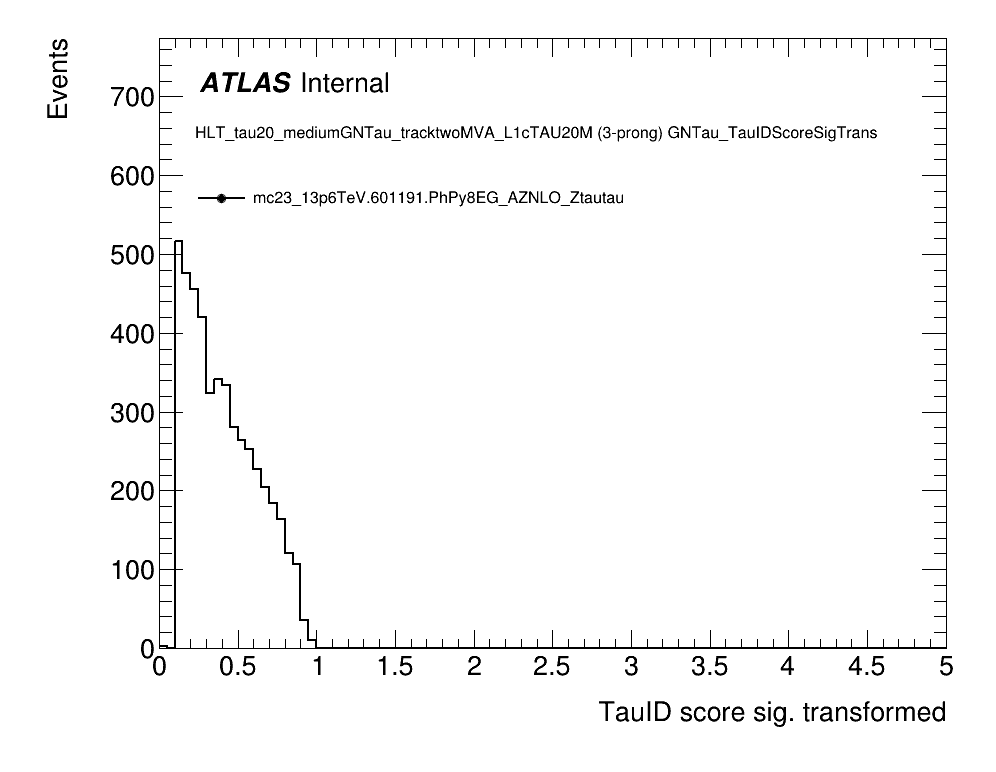 Events
ATLAS Internal
HLT_tau20_mediumGNTau_tracktwoMVA_L1cTAU20M (3-prong) GNTau_TauIDScoreSigTrans
mc23_13p6TeV.601191.PhPy8EG_AZNLO_Ztautau
700
600
500
400
300
200
100
0
0 0.5 1 1.5 2 2.5 3 3.5 4 4.5 5
TauID score sig. transformed